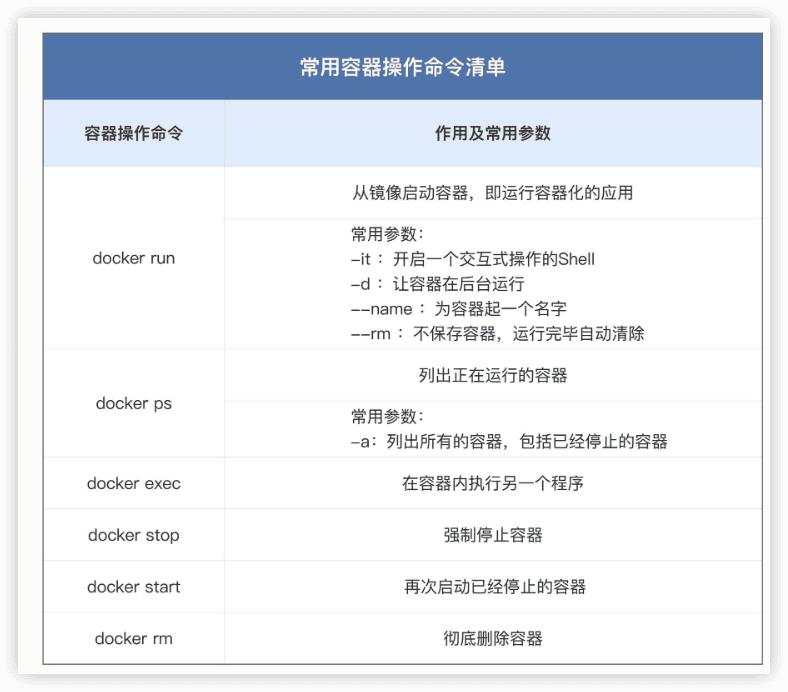 常用容器操作命令清单
容器操作命令
作用及常用参数
docker run
从镜像启动容器，即运行容器化的应用
常用参数：
-it ：开启一个交互式操作的Shell
-d ：让容器在后台运行
--name ：为容器起一个名字
--rm ：不保存容器，运行完毕自动清除
docker ps
列出正在运行的容器
常用参数：
-a：列出所有的容器，包括已经停止的容器
docker exec
在容器内执行另一个程序
docker stop
强制停止容器
docker start
再次启动已经停止的容器
docker rm
彻底删除容器